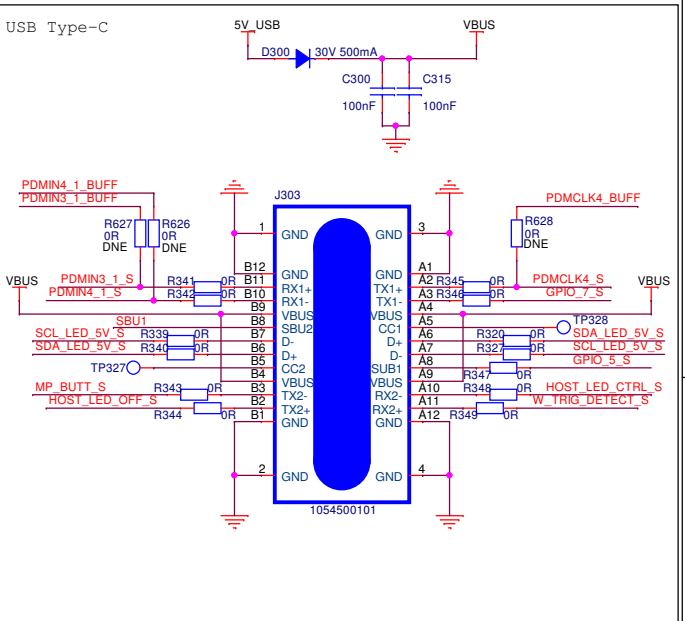 USB Type-C
5V_USB
VBUS
D300
30V 500mA
C300
C315
100nF
100nF
PDMIN4_1_BUFF
PDMIN3_1_BUFF
PDMCLK4_BUFF
J303
R627
0R
DNE
R626
0R
DNE
R628
0R
DNE
1
GND
GND
3
VBUS
VBUS
B12
GND
GND
A1
PDMIN3_1_S
R341
0R
B11
RX1+
TX1+
A2
R345
0R
PDMCLK4_S
PDMIN4_1_S
R342
0R
B10
RX1-
TX1-
A3
R346
0R
GPIO_7_S
B9
VBUS
VBUS
A4
SBU1
B8
SBU2
CC1
A5
TP328
SCL_LED_5V_S
R339
0R
B7
D-
D+
A6
R320
0R
SDA_LED_5V_S
SDA_LED_5V_S
R340
0R
B6
D+
D-
A7
R327
0R
SCL_LED_5V_S
TP327
B5
CC2
SUB1
A8
R347
0R
GPIO_5_S
B4
VBUS
VBUS
A9
MP_BUTT_S
R343
0R
B3
TX2-
RX2-
A10
R348
0R
HOST_LED_CTRL_S
HOST_LED_OFF_S
R344
0R
B2
TX2+
RX2+
A11
R349
0R
W_TRIG_DETECT_S
B1
GND
GND
A12
2
GND
GND
4
1054500101